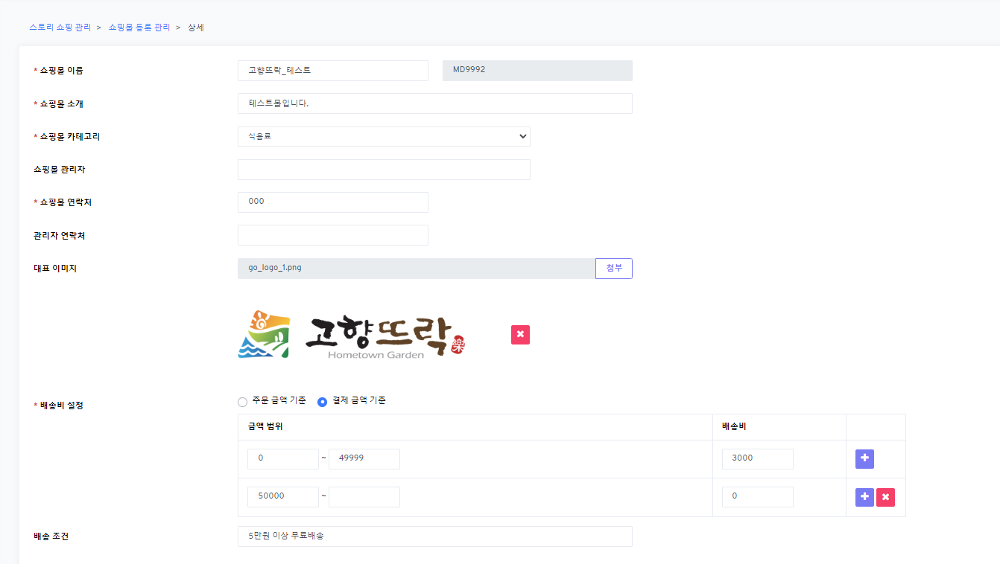 스토리 쇼핑 관리 > 쇼핑몰 등록 관리 > 상세
* 쇼핑몰 이름 고향뜨락_테스트 MD9992
* 쇼핑몰 소개 테스트몰입니다.
* 쇼핑몰 카테고리 식음료
쇼핑몰 관리자
* 쇼핑몰 연락처 000
관리자 연락처
대표 이미지 go_logo_1.png 첨부
고향뜨락 樂
Hometown Garden
* 배송비 설정 주문 금액 기준 결제 금액 기준
금액 범위 배송비
0 ~ 49999 3000
50000 ~ 0
배송 조건 5만원 이상 무료배송